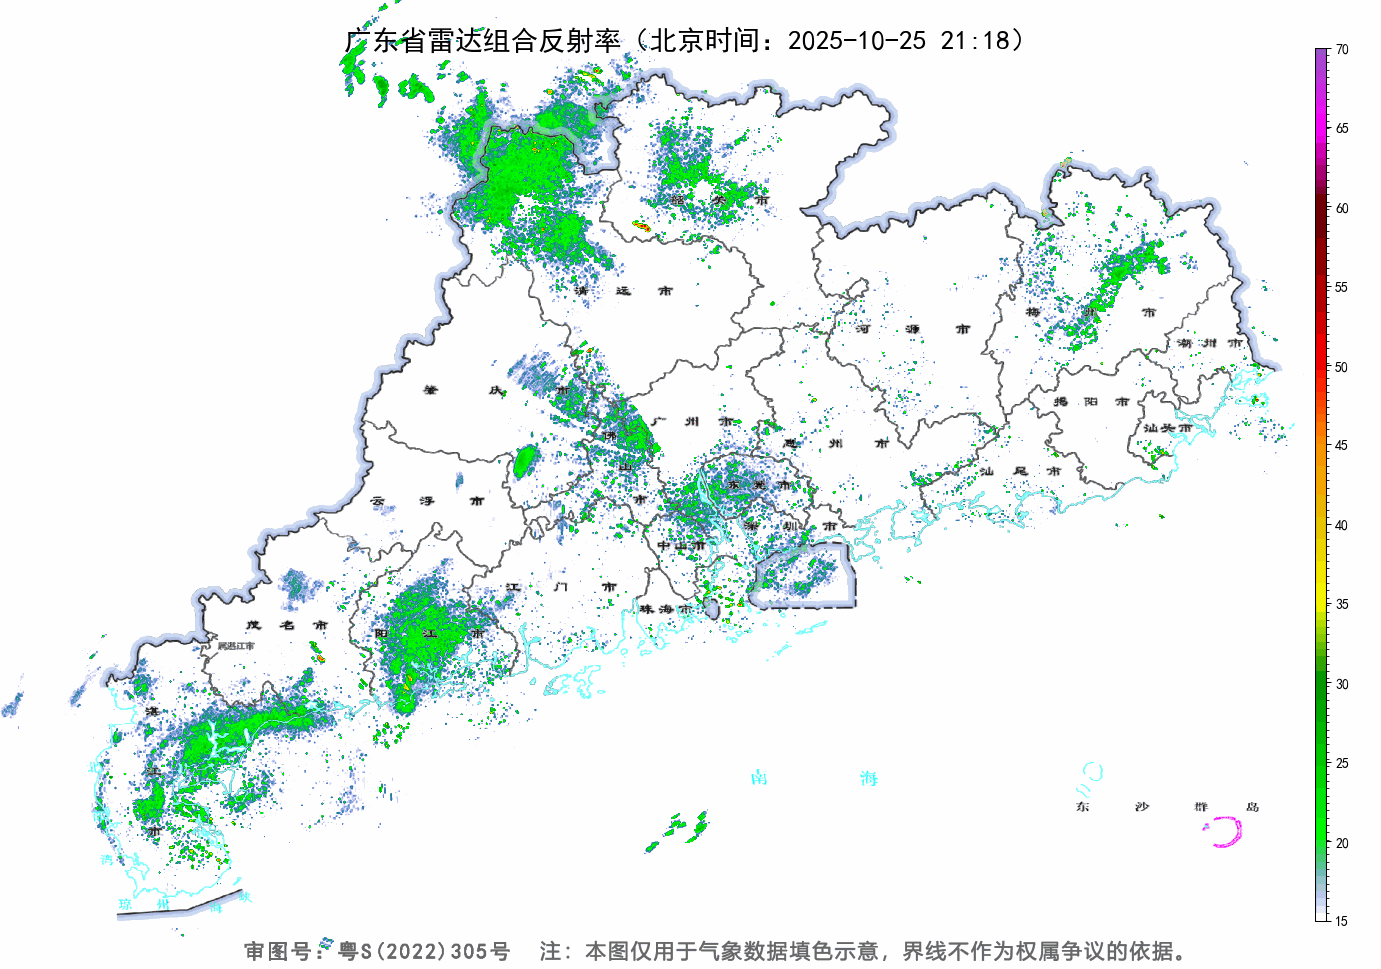 广东省雷达组合反射率（北京时间：2025-10-25 21:18）
70
65
60
55
50
45
40
35
30
25
20
15
韶关市
清远市
梅州市
河源市
潮州市
肇庆市
广州市
佛山市
惠州市
揭阳市
汕头市
汕尾市
东莞市
云浮市
深圳市
中山市
江门市
珠海市
茂名市
属湛江市
阳江市
湛江市
北部湾
南海
东沙群岛
琼州海峡
审图号：粤S(2022)305号 注：本图仅用于气象数据填色示意，界线不作为权属争议的依据。